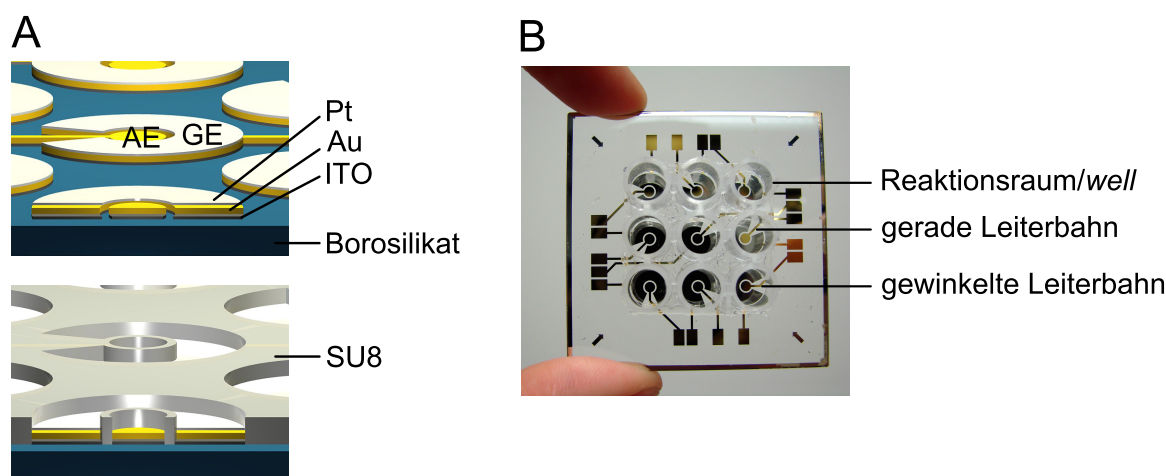 A
AE
GE
Pt
Au
ITO
Borosilikat
SU8
B
Reaktionsraum/well
gerade Leiterbahn
gewinkelte Leiterbahn